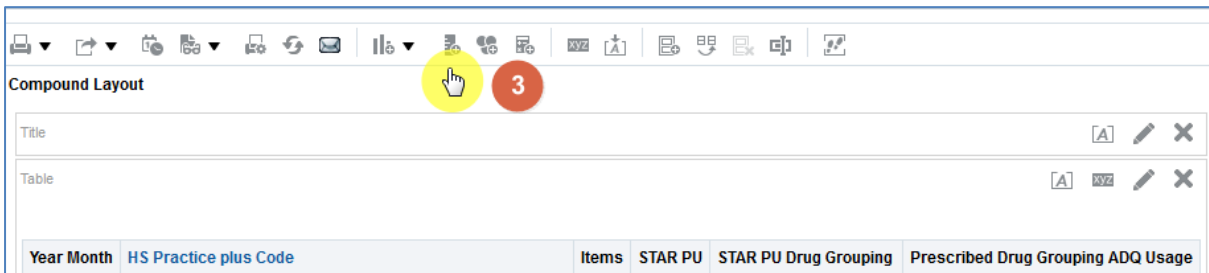 xyz [A]
Compound Layout
3
Title [A]
Table [A] xyz
Year Month HS Practice plus Code Items STAR PU STAR PU Drug Grouping Prescribed Drug Grouping ADQ Usage